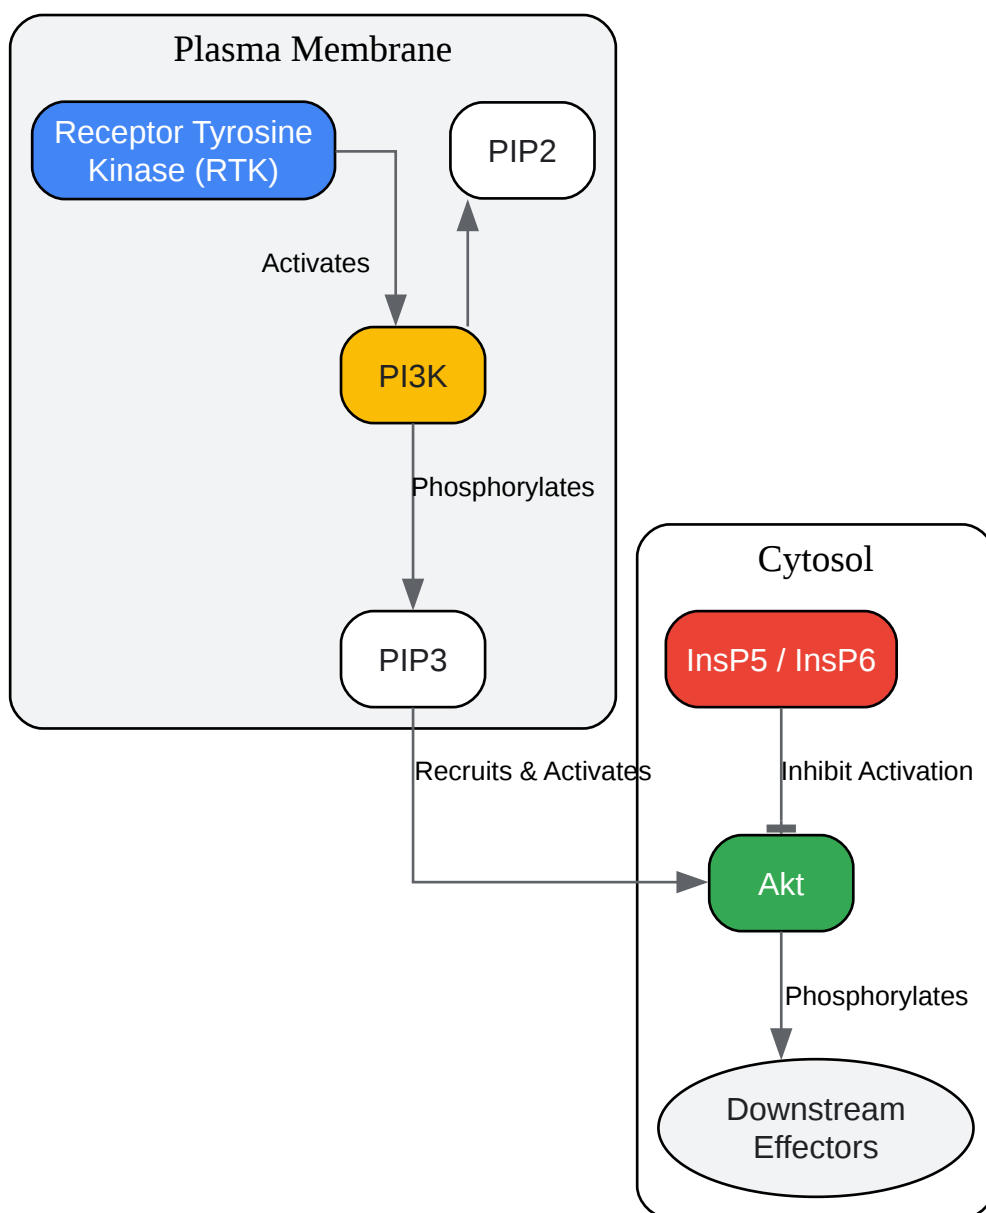 Plasma Membrane
Receptor Tyrosine
Kinase (RTK)
PIP2
Activates
PI3K
Phosphorylates
PIP3
Recruits & Activates
Cytosol
InsP5 / InsP6
Inhibit Activation
Akt
Phosphorylates
Downstream
Effectors